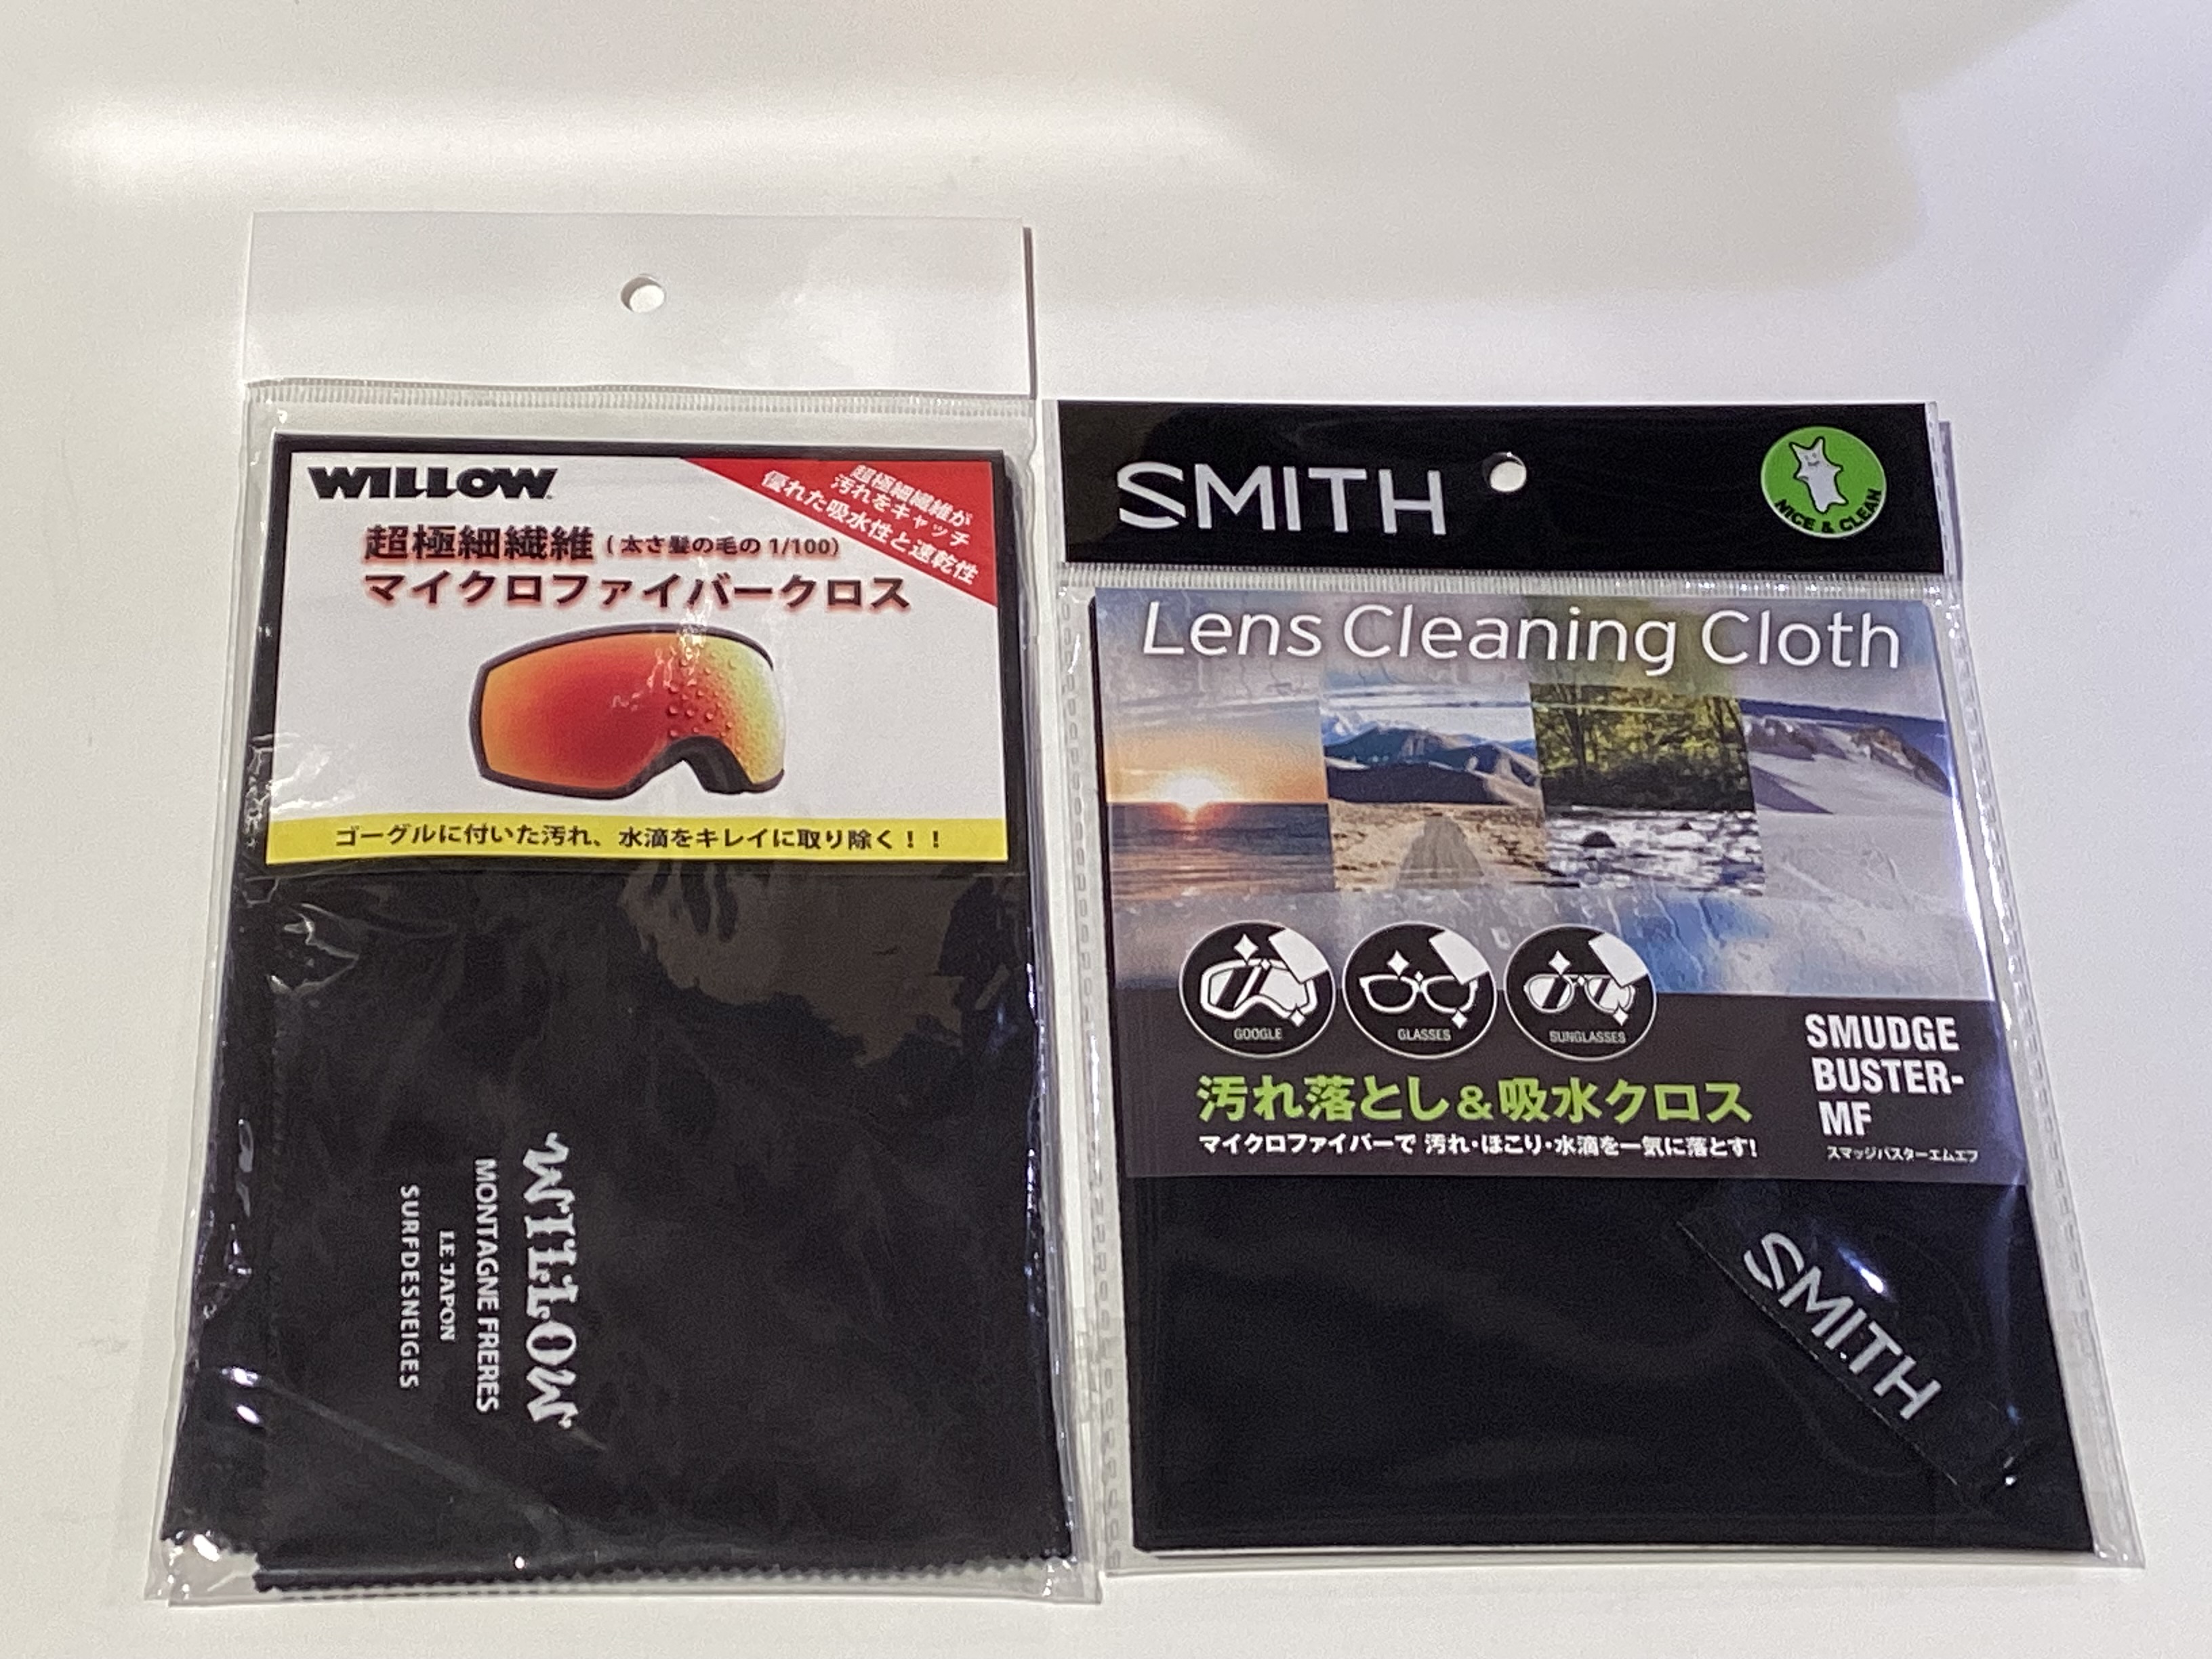 WILLOW
超極細繊維が
汚れをキャッチ
優れた吸水性と速乾性
超極細繊維(太さ髪の毛の1/100)
マイクロファイバークロス
ゴーグルに付いた汚れ、水滴をキレイに取り除く!!
WILLOW
MONTAGNE FRERES
LE JAPON
SURFDESNEIGES
SMITH
NICE & CLEAN
Lens Cleaning Cloth
GOOGLE
GLASSES
SUNGLASSES
汚れ落とし&吸水クロス
マイクロファイバーで 汚れ・ほこり・水滴を一気に落とす!
SMUDGE
BUSTER-
MF
スマッジバスターエムエフ
SMITH